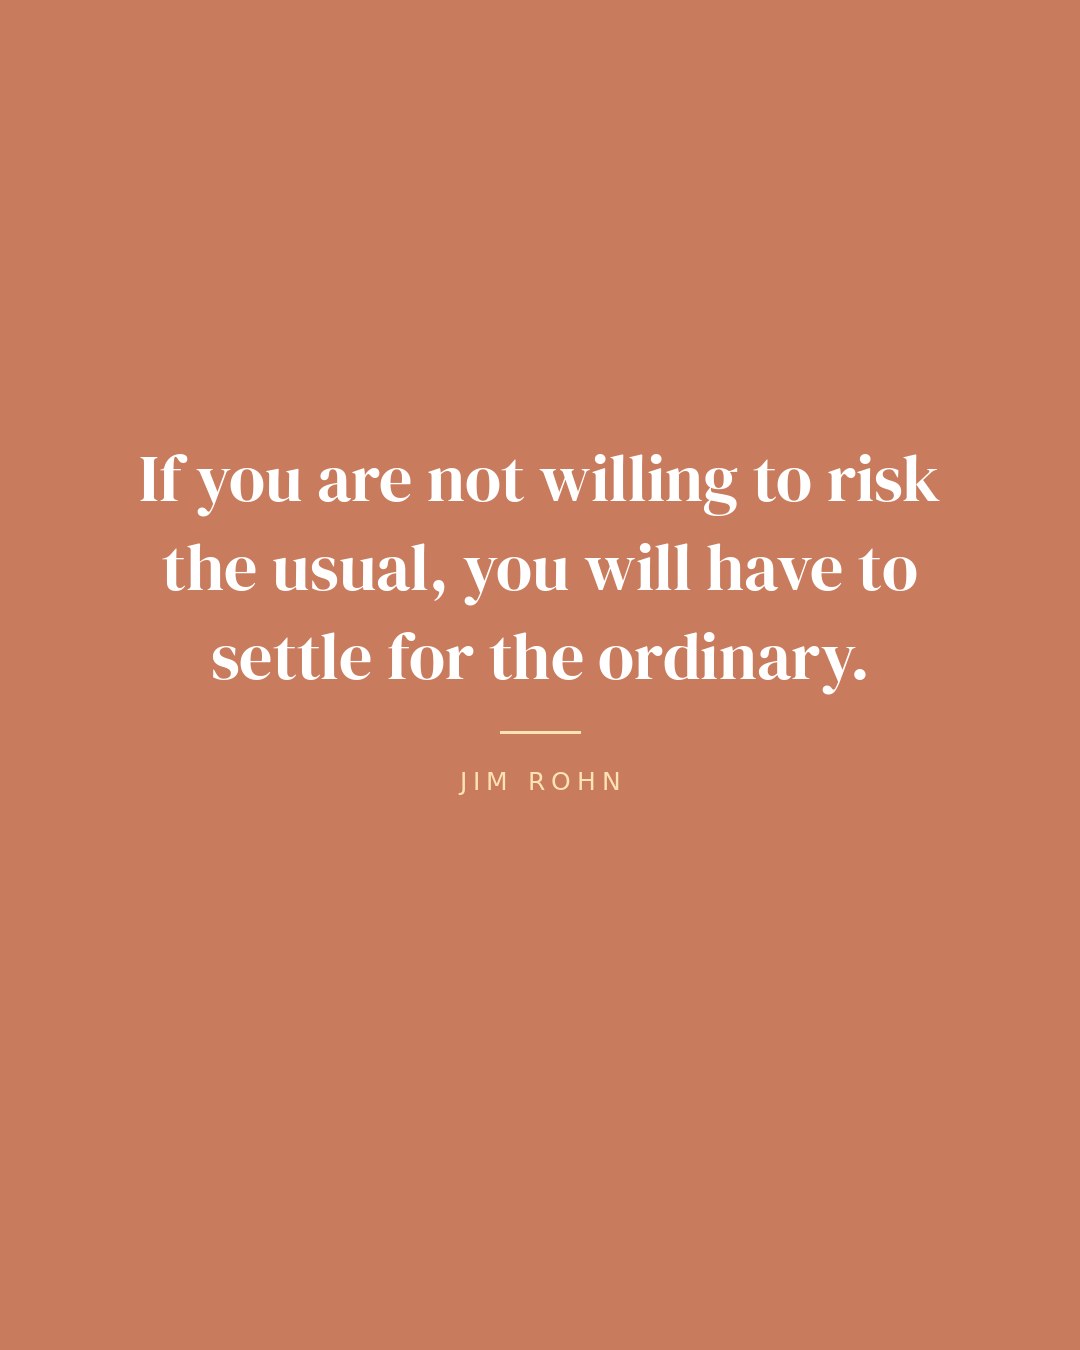 If you are not willing to risk
the usual, you will have to
settle for the ordinary.
JIM ROHN